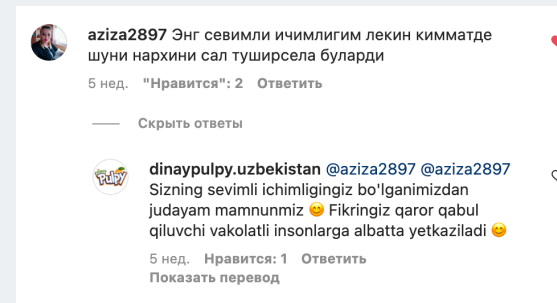 aziza2897 Энг севимли ичимлигим лекин кимматде
шуни нархини сал туширсела буларди
5 нед. "Нравится": 2 Ответить
Скрыть ответы
dinaypulpy.uzbekistan @aziza2897 @aziza2897
Sizning sevimli ichimligingiz bo'lganimizdan
judayam mamnunmiz 😊 Fikringiz qaror qabul
qiluvchi vakolatli insonlarga albatta yetkaziladi 😊
5 нед. Нравится: 1 Ответить
Показать перевод
PULPY